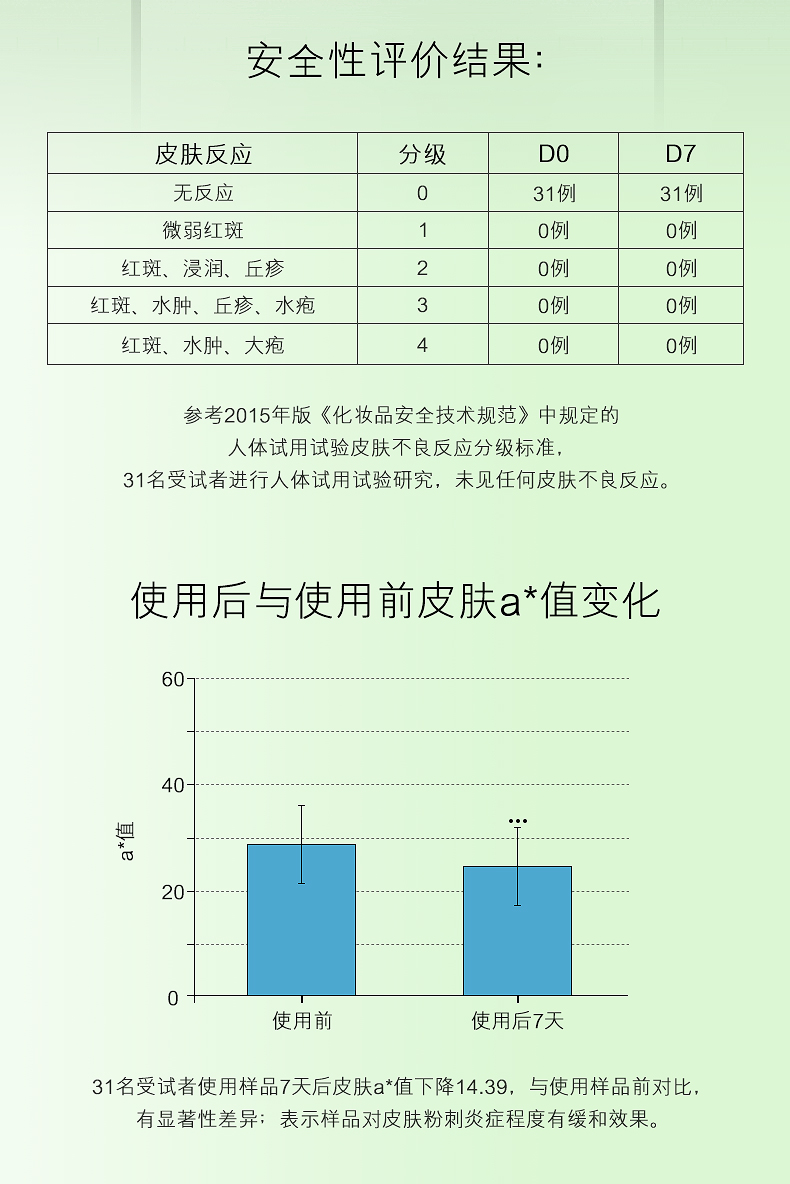 安全性评价结果：
皮肤反应 分级 D0 D7
无反应 0 31例 31例
微弱红斑 1 0例 0例
红斑、浸润、丘疹 2 0例 0例
红斑、水肿、丘疹、水疱 3 0例 0例
红斑、水肿、大疱 4 0例 0例
参考2015年版《化妆品安全技术规范》中规定的
人体试用试验皮肤不良反应分级标准，
31名受试者进行人体试用试验研究，未见任何皮肤不良反应。
使用后与使用前皮肤a*值变化
60
40
a*值
20
0
使用前 使用后7天
31名受试者使用样品7天后皮肤a*值下降14.39，与使用样品前对比，
有显著性差异；表示样品对皮肤粉刺炎症程度有缓和效果。